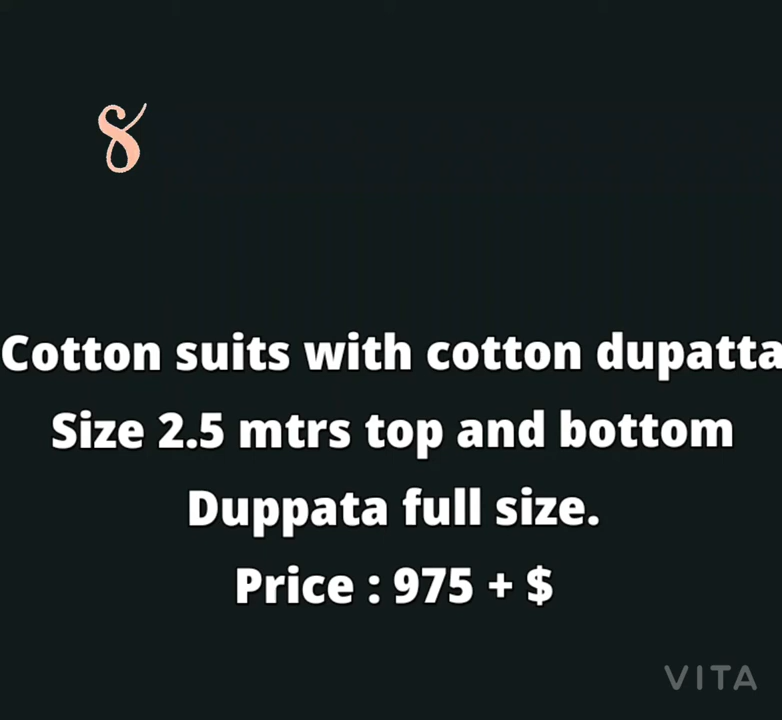 8
Cotton suits with cotton dupatta
Size 2.5 mtrs top and bottom
Duppata full size.
Price : 975 + $
VITA